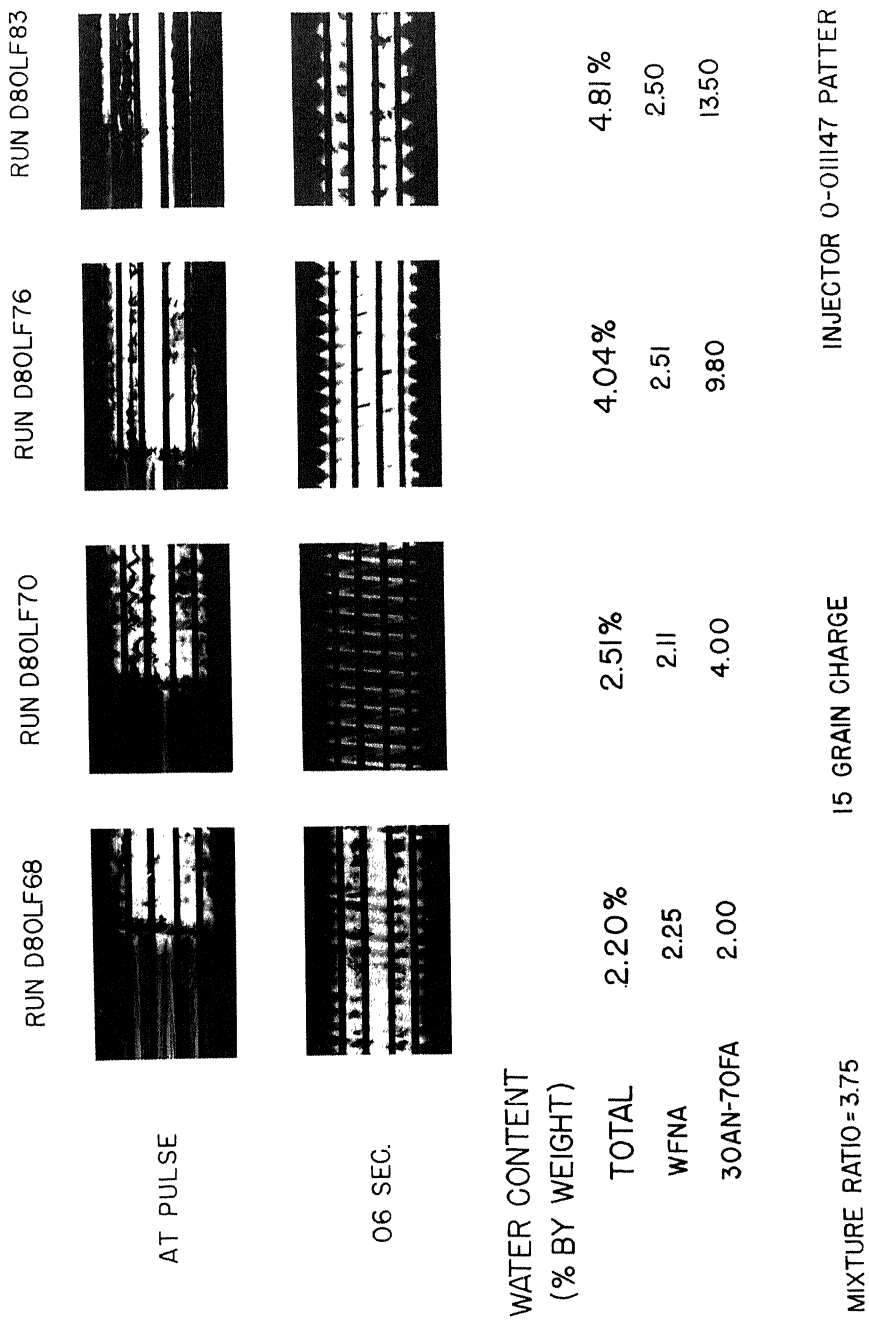 RUN D80LF68 RUN D80LF70 RUN D80LF76 RUN D80LF83
AT PULSE
06 SEC.
WATER CONTENT
(% BY WEIGHT)
TOTAL 2.20% 2.51% 4.04% 4.81%
WFNA 2.25 2.11 2.51 2.50
30AN-70FA 2.00 4.00 9.80 13.50
MIXTURE RATIO=3.75 15 GRAIN CHARGE INJECTOR 0-011147 PATTER